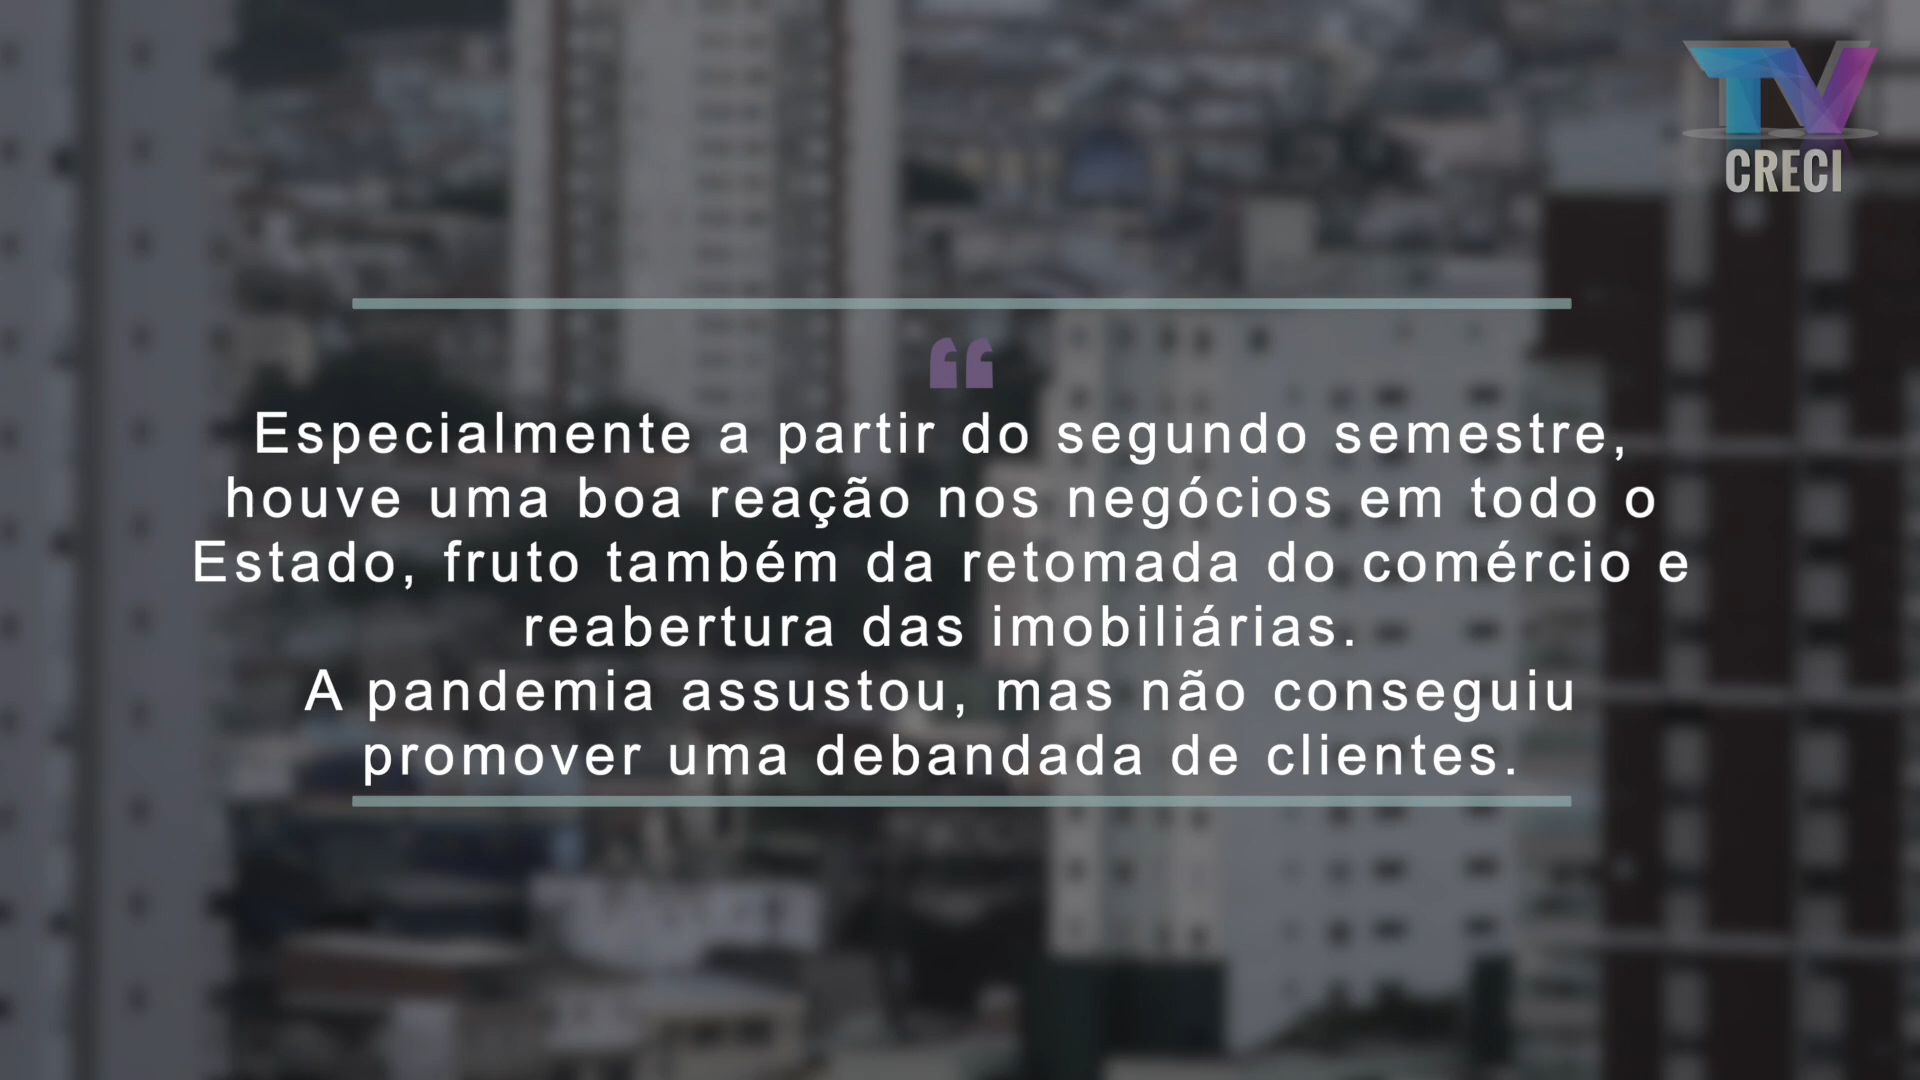 TV
CRECI
“
Especialmente a partir do segundo semestre,
houve uma boa reação nos negócios em todo o
Estado, fruto também da retomada do comércio e
reabertura das imobiliárias.
A pandemia assustou, mas não conseguiu
promover uma debandada de clientes.